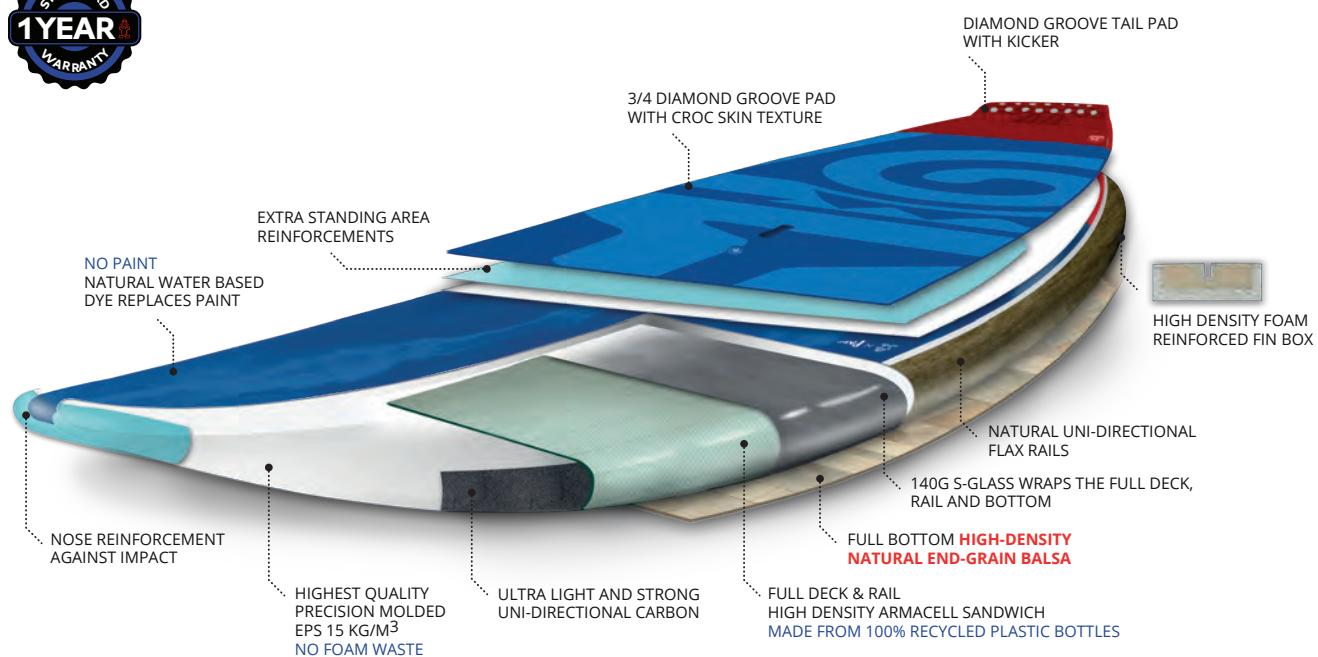 1 YEAR
WARRANTY
DIAMOND GROOVE TAIL PAD
WITH KICKER
3/4 DIAMOND GROOVE PAD
WITH CROC SKIN TEXTURE
EXTRA STANDING AREA
REINFORCEMENTS
NO PAINT
NATURAL WATER BASED
DYE REPLACES PAINT
HIGH DENSITY FOAM
REINFORCED FIN BOX
NATURAL UNI-DIRECTIONAL
FLAX RAILS
140G S-GLASS WRAPS THE FULL DECK,
RAIL AND BOTTOM
NOSE REINFORCEMENT
AGAINST IMPACT
FULL BOTTOM HIGH-DENSITY
NATURAL END-GRAIN BALSA
HIGHEST QUALITY
PRECISION MOLDED
EPS 15 KG/M3
NO FOAM WASTE
ULTRA LIGHT AND STRONG
UNI-DIRECTIONAL CARBON
FULL DECK & RAIL
HIGH DENSITY ARMACELL SANDWICH
MADE FROM 100% RECYCLED PLASTIC BOTTLES